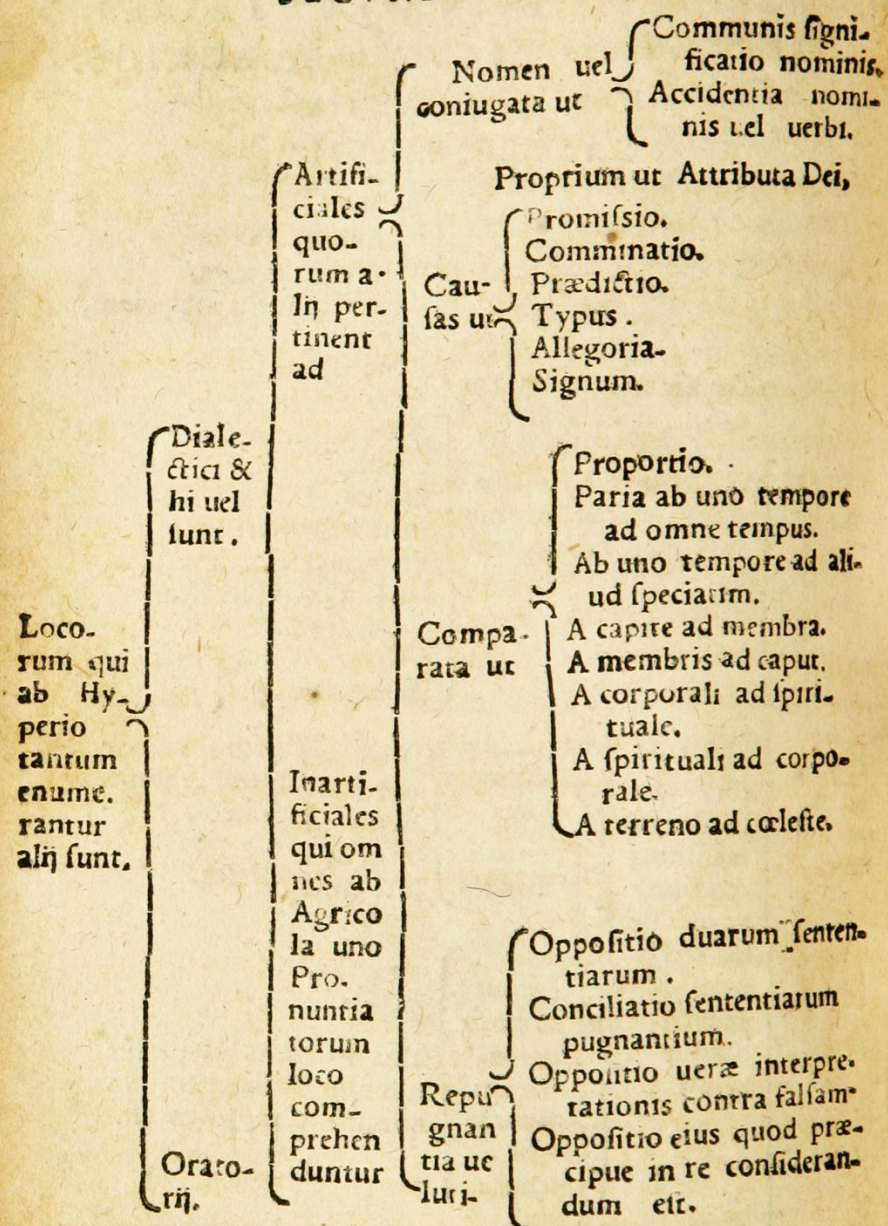 Loco-
rum qui
ab Hy-
perio
tantum
enume.
rantur
alij sunt.
Diale-
ctici &
hi uel
sunt.
Orato-
rij.
Artifi-
ciales
quo-
rum a-
lij per-
tinent
ad
Inarti-
ficiales
qui om
nes ab
Agrico
la uno
Pro-
nuntia
torum
loco
com-
prehen
duntur
Nomen uel
coniugata ut
Communis signi-
ficatio nominis,
Accidentia nomi-
nis uel uerbi.
Proprium ut Attributa Dei,
Cau-
sas ut
Promissio.
Comminatio.
Prædictio.
Typus.
Allegoria.
Signum.
Compa-
rata ut
Proportio.
Paria ab uno tempore
ad omne tempus.
Ab uno tempore ad ali-
ud speciatim.
A capite ad membra.
A membris ad caput.
A corporali ad spiri-
tuale.
A spirituali ad corpo-
rale.
A terreno ad cœleste.
Repu
gnan
tia uc
luti-
Oppositio duarum senten-
tiarum.
Conciliatio sententiarum
pugnantium.
Oppositio ueræ interpre-
tationis contra falsam
Oppositio eius quod præ-
cipue in re consideran-
dum est.